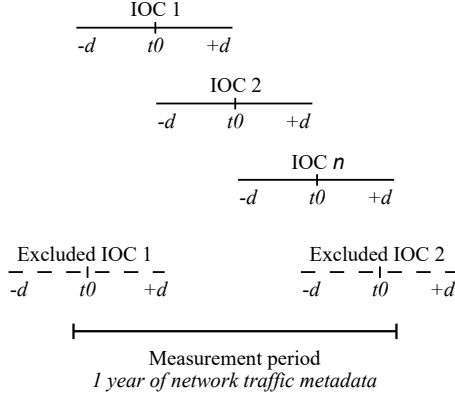 IOC 1
-d t0 +d
IOC 2
-d t0 +d
IOC n
-d t0 +d
Excluded IOC 1 Excluded IOC 2
-d t0 +d -d t0 +d
Measurement period
1 year of network traffic metadata